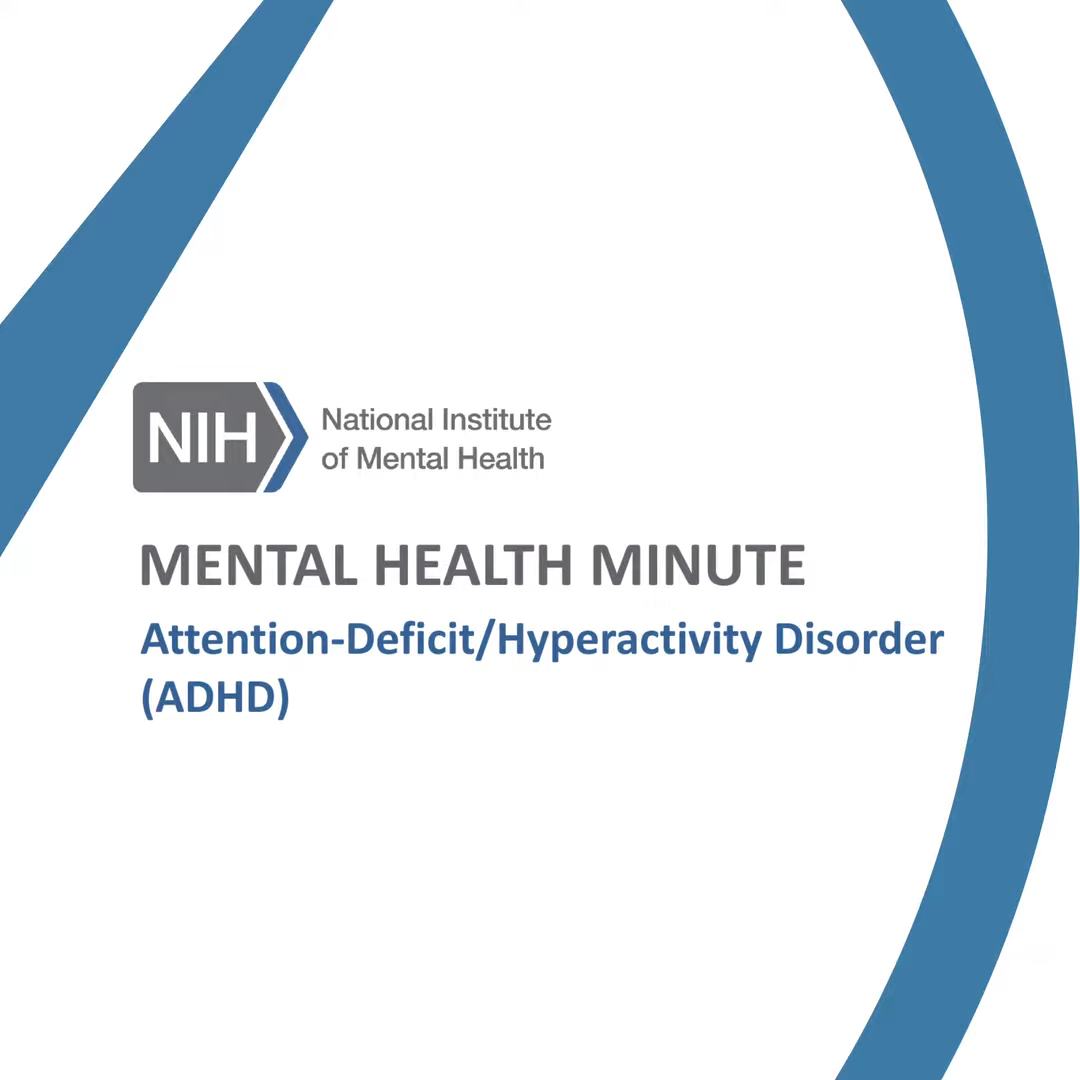 NIH
National Institute
of Mental Health
MENTAL HEALTH MINUTE
Attention-Deficit/Hyperactivity Disorder
(ADHD)